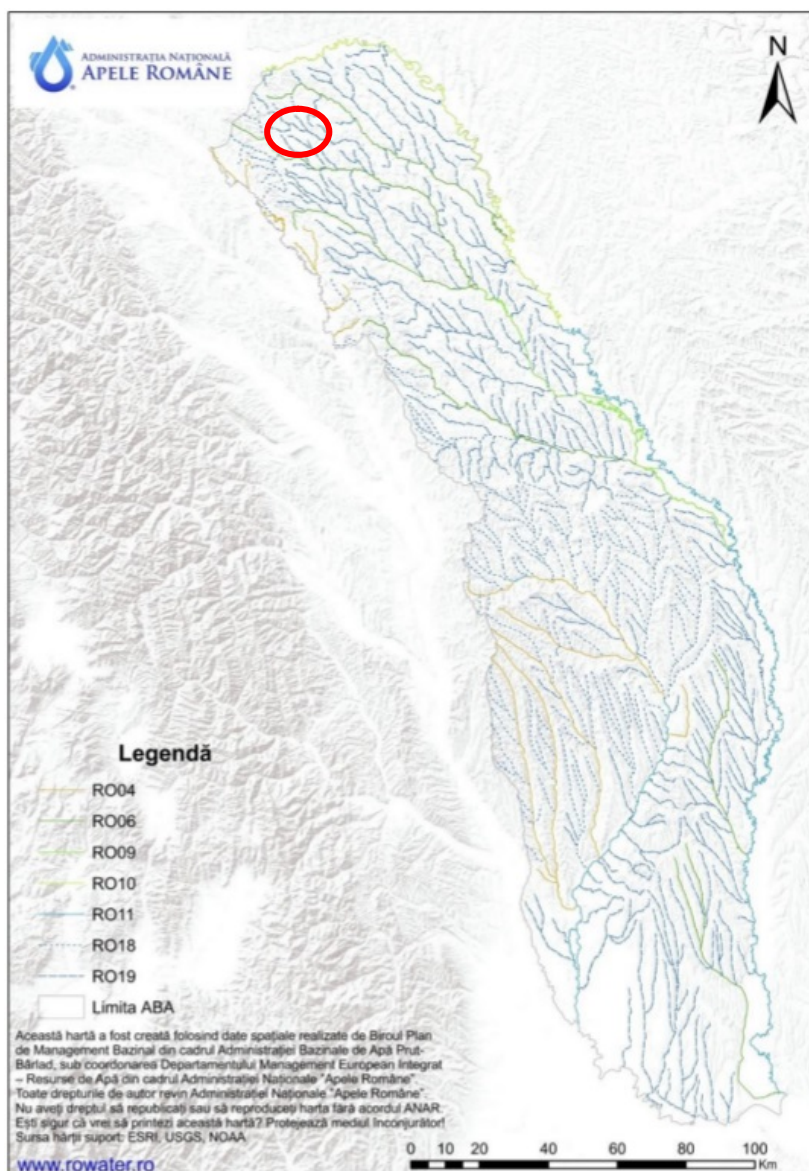 ADMINISTRAȚIA NAȚIONALĂ
APELE ROMÂNE
N
Legendă
RO04
RO06
RO09
RO10
RO11
RO18
RO19
Limita ABA
Această hartă a fost creată folosind date spațiale realizate de Biroul Plan
de Management Bazinal din cadrul Administrației Bazinale de Apă Prut-
Bârlad, sub coordonarea Departamentului Management European Integrat
– Resurse de Apă din cadrul Administrației Naționale "Apele Române".
Toate drepturile de autor revin Administrației Naționale "Apele Române".
Nu aveți dreptul să republicați sau să reproduceți harta fără acordul ANAR.
Ești sigur că vrei să printezi această hartă? Protejează mediul înconjurător!
Sursa hărții suport: ESRI, USGS, NOAA
www.rowater.ro
0 10 20 40 60 80 100
Km